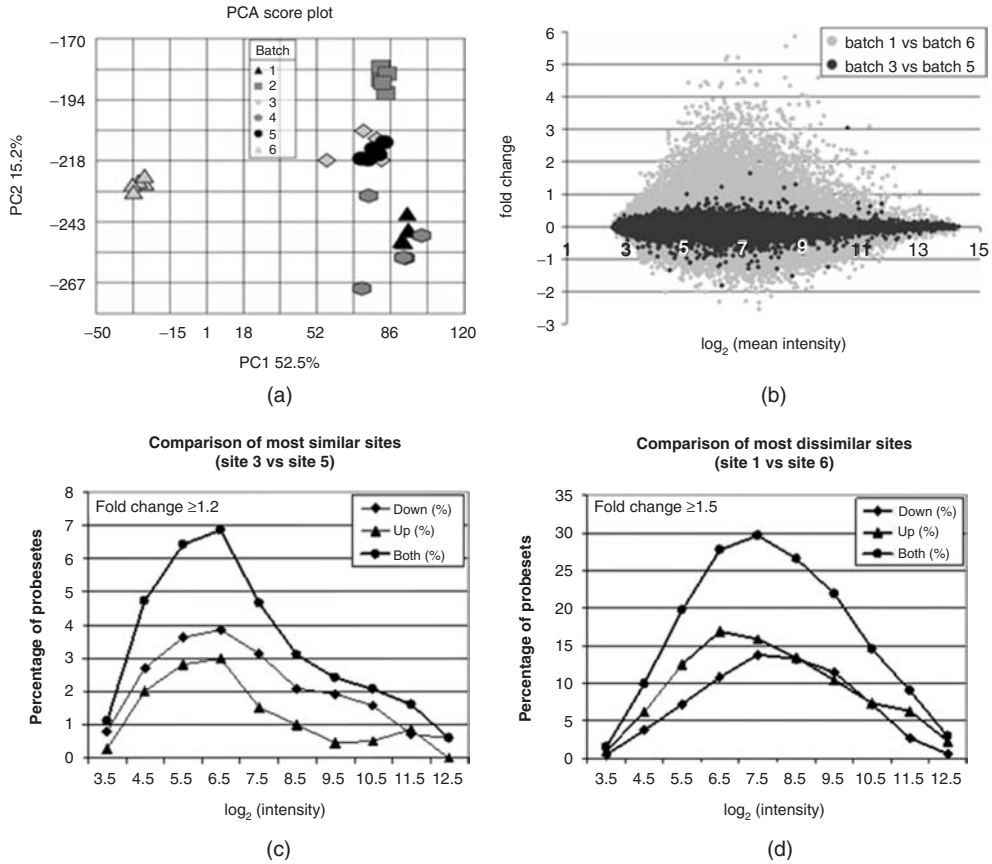 PCA score plot
−170
−194
−218
−243
−267
PC2 15.2%
−50 −15 1 18 52 86 120
PC1 52.5%
Batch
1
2
3
4
5
6
(a)
6
5
4
3
2
1
0
−1
−2
−3
fold change
1 3 5 7 9 11 13 15
log2 (mean intensity)
batch 1 vs batch 6
batch 3 vs batch 5
(b)
Comparison of most similar sites
(site 3 vs site 5)
Fold change ≥1.2
Down (%)
Up (%)
Both (%)
8
7
6
5
4
3
2
1
0
Percentage of probesetes
3.5 4.5 5.5 6.5 7.5 8.5 9.5 10.5 11.5 12.5
log2 (intensity)
(c)
Comparison of most dissimilar sites
(site 1 vs site 6)
Fold change ≥1.5
Down (%)
Up (%)
Both (%)
35
30
25
20
15
10
5
0
Percentage of probesets
3.5 4.5 5.5 6.5 7.5 8.5 9.5 10.5 11.5 12.5
log2 (intensity)
(d)